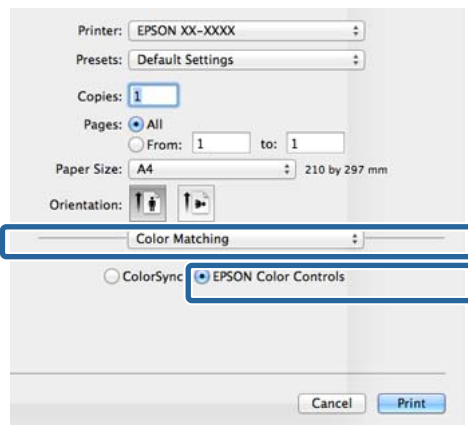 Printer: EPSON XX-XXXX
Presets: Default Settings
Copies: 1
Pages: All
From: 1 to: 1
Paper Size: A4 210 by 297 mm
Orientation:
Color Matching
ColorSync EPSON Color Controls
Cancel Print